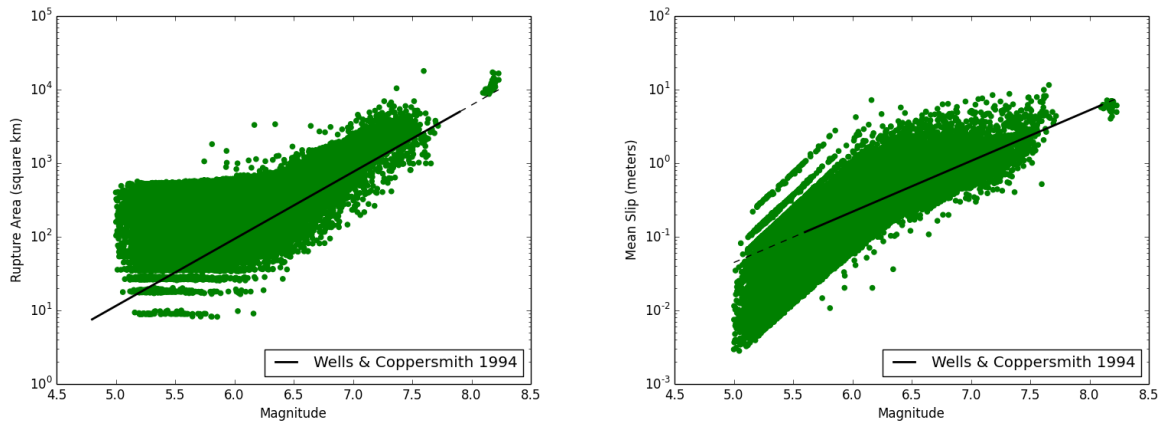 10^5
10^4
10^3
10^2
10^1
10^0
Rupture Area (square km)
4.5 5.0 5.5 6.0 6.5 7.0 7.5 8.0 8.5
Magnitude
Wells & Coppersmith 1994
10^2
10^1
10^0
10^-1
10^-2
10^-3
Mean Slip (meters)
4.5 5.0 5.5 6.0 6.5 7.0 7.5 8.0 8.5
Magnitude
Wells & Coppersmith 1994